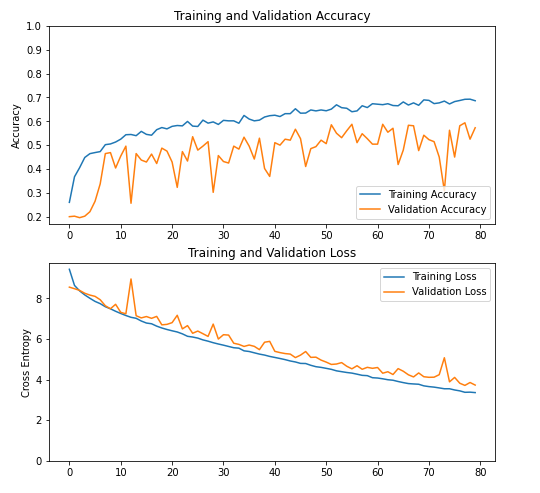 Training and Validation Accuracy
1.0
0.9
0.8
0.7
0.6
0.5
0.4
0.3
0.2
Accuracy
Training Accuracy
Validation Accuracy
0 10 20 30 40 50 60 70 80
Training and Validation Loss
8
6
4
2
0
Cross Entropy
Training Loss
Validation Loss
0 10 20 30 40 50 60 70 80